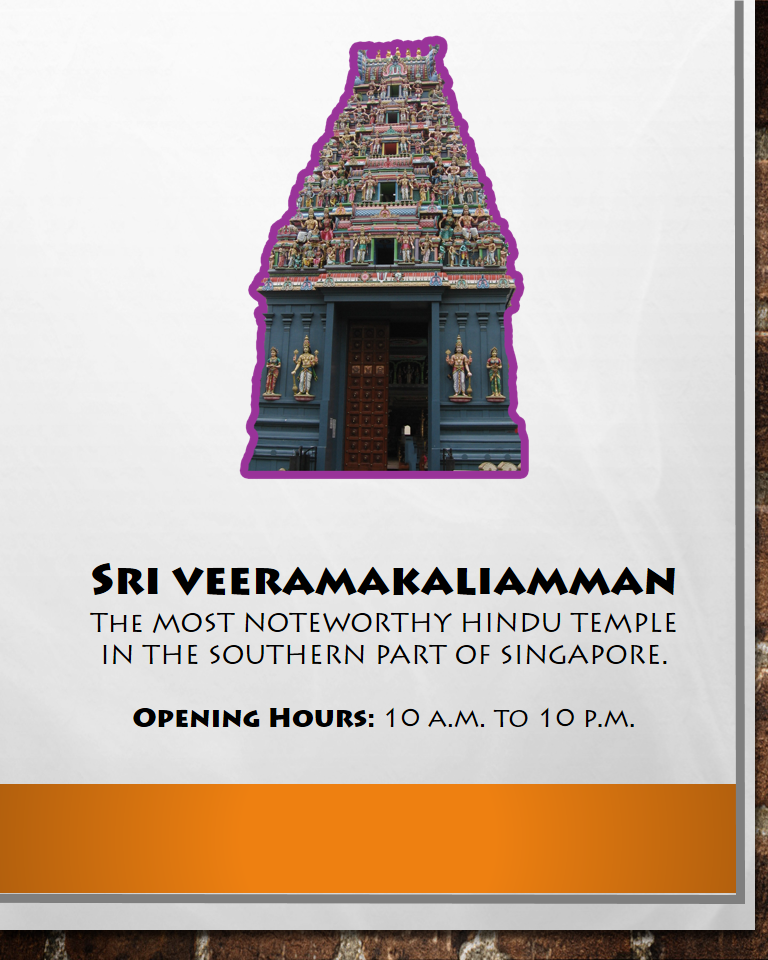 SRI VEERAMAKALIAMMAN
THE MOST NOTEWORTHY HINDU TEMPLE
IN THE SOUTHERN PART OF SINGAPORE.
OPENING HOURS: 10 A.M. TO 10 P.M.